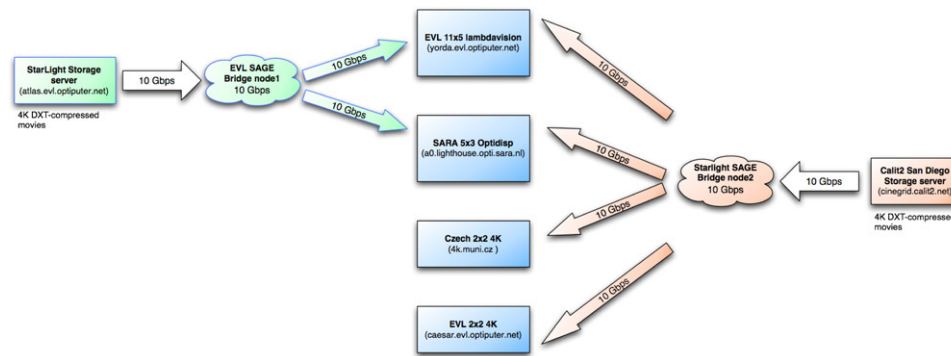 StarLight Storage
server
(atlas.evl.optiputer.net)
4K DXT-compressed
movies
10 Gbps
EVL SAGE
Bridge node1
10 Gbps
10 Gbps
10 Gbps
EVL 11x5 lambdavision
(yorda.evl.optiputer.net)
SARA 5x3 Optidisp
(a0.lighthouse.opti.sara.nl)
Czech 2x2 4K
(4k.muni.cz )
EVL 2x2 4K
(caesar.evl.optiputer.net)
10 Gbps
10 Gbps
10 Gbps
10 Gbps
Starlight SAGE
Bridge node2
10 Gbps
10 Gbps
Calit2 San Diego
Storage server
(cinegrid.calit2.net)
4K DXT-compressed
movies